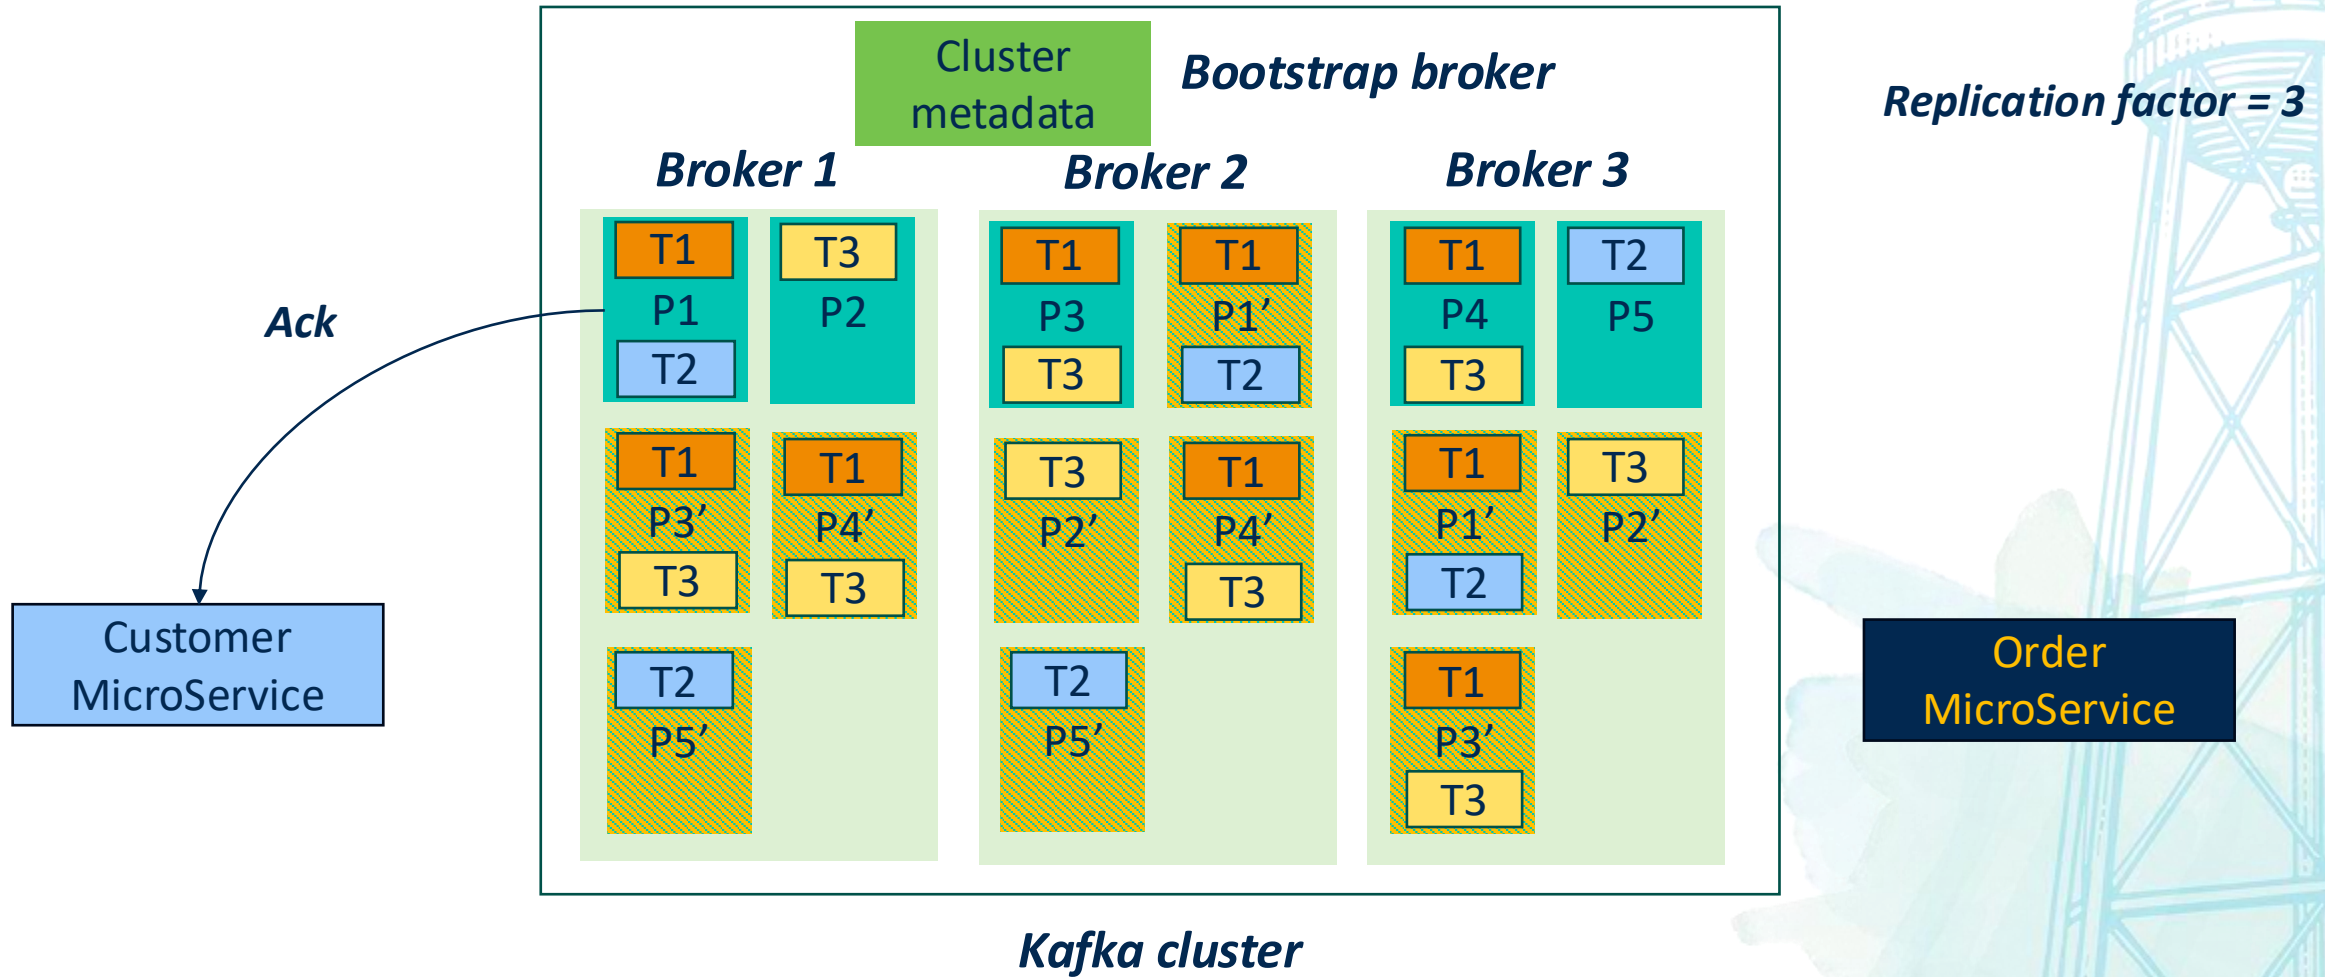 Cluster
metadata
Bootstrap broker
Replication factor = 3
Broker 1
Broker 2
Broker 3
T1
P1
T2
T3
P2
T1
P3
T3
T1
P1’
T2
T1
P4
T3
T2
P5
Ack
T1
P3’
T3
T1
P4’
T3
T3
P2’
T1
P4’
T3
T1
P1’
T2
T3
P2’
T2
P5’
T2
P5’
T1
P3’
T3
Customer
MicroService
Order
MicroService
Kafka cluster